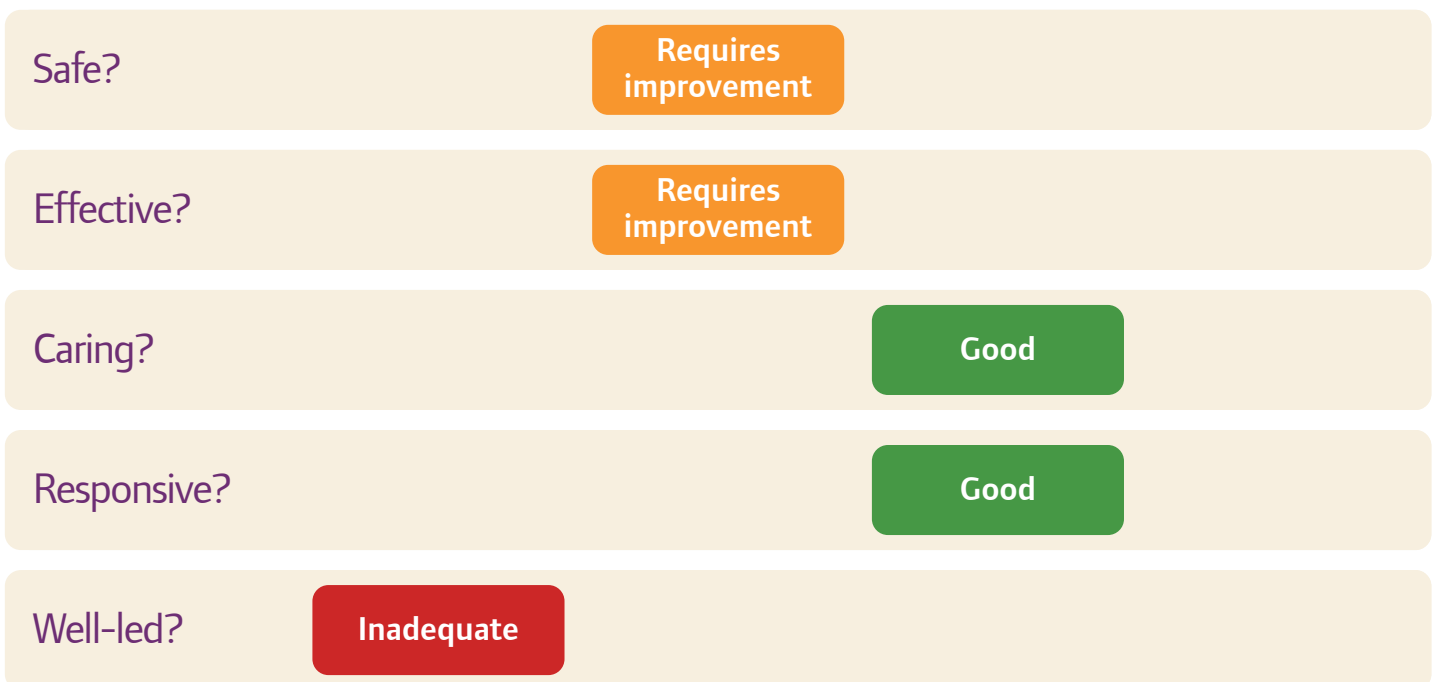 Safe?
Requires
improvement
Effective?
Requires
improvement
Caring?
Good
Responsive?
Good
Well-led?
Inadequate